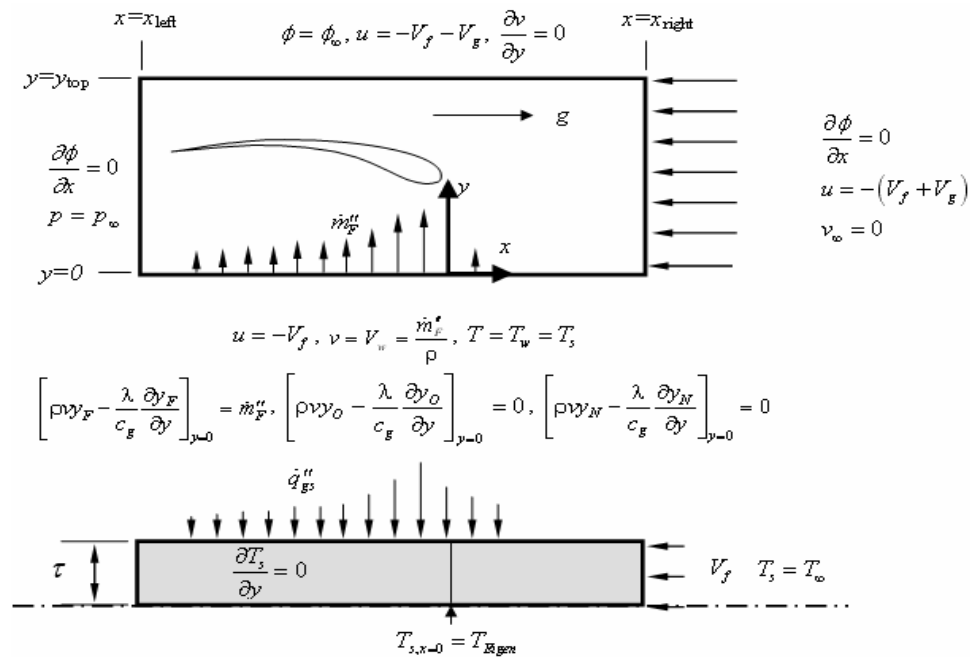 x=x_left
x=x_right
ϕ = ϕ_∞ , u = −V_f − V_g , ∂v/∂y = 0
y=y_top
g
∂ϕ/∂x = 0
p = p_∞
∂ϕ/∂x = 0
u = −(V_f + V_g)
v_∞ = 0
ṁ''_F
y
x
y=0
u = −V_f , v = V_w = ṁ''_F/ρ , T = T_w = T_s
[ρvy_F − λ/c_g ∂y_F/∂y]_{y=0} = ṁ''_F , [ρvy_O − λ/c_g ∂y_O/∂y]_{y=0} = 0 , [ρvy_N − λ/c_g ∂y_N/∂y]_{y=0} = 0
q̇''_gs
τ
∂T_s/∂y = 0
V_f T_s = T_∞
T_{s,x=0} = T_Eigen